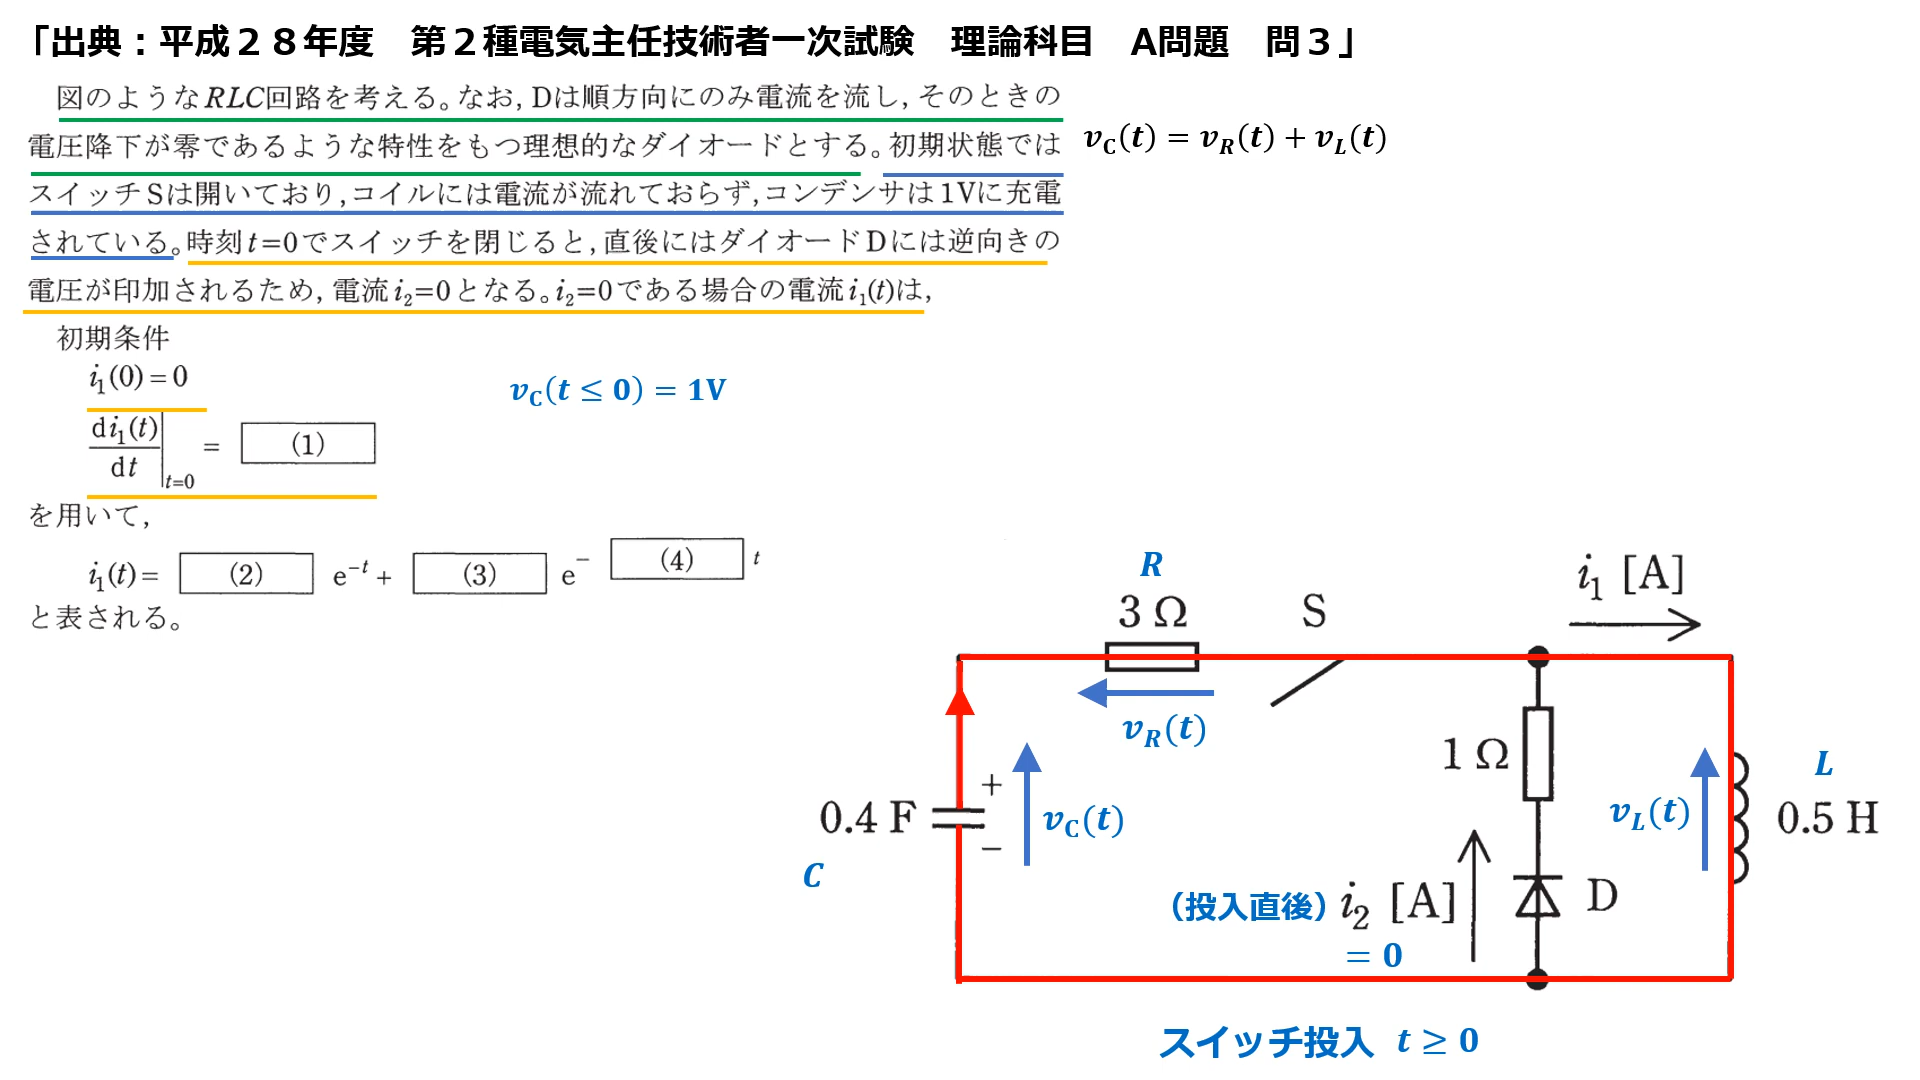 「出典：平成２８年度　第２種電気主任技術者一次試験　理論科目　A問題　問３」
図のようなRLC回路を考える。なお，Dは順方向にのみ電流を流し，そのときの
電圧降下が零であるような特性をもつ理想的なダイオードとする。初期状態では
スイッチSは開いており，コイルには電流が流れておらず，コンデンサは1Vに充電
されている。時刻t=0でスイッチを閉じると，直後にはダイオードDには逆向きの
電圧が印加されるため，電流i₂=0となる。i₂=0である場合の電流i₁(t)は，
v_C(t) = v_R(t) + v_L(t)
初期条件
i₁(0) = 0
v_C(t ≤ 0) = 1V
di₁(t)/dt |t=0 = (1)
を用いて，
i₁(t) = (2) e^−t + (3) e^− (4) t
と表される。
R
3 Ω
S
i₁ [A]
v_R(t)
1 Ω
L
0.5 H
v_L(t)
+
0.4 F
−
v_C(t)
C
（投入直後）i₂ [A]
= 0
D
スイッチ投入 t ≥ 0